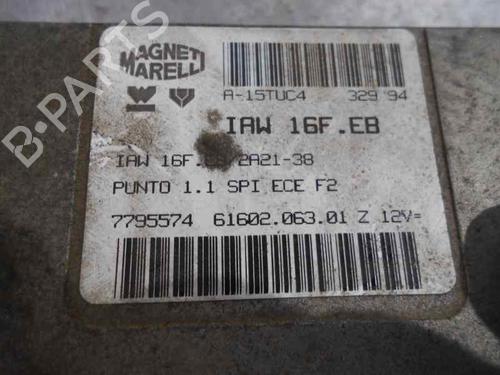 MAGNETI
MARELLI
A-15TUC4 329 94
IAW 16F.EB
IAW 16F.EB/2A21-38
PUNTO 1.1 SPI ECE F2
7795574 61602.063.01 Z 12V=